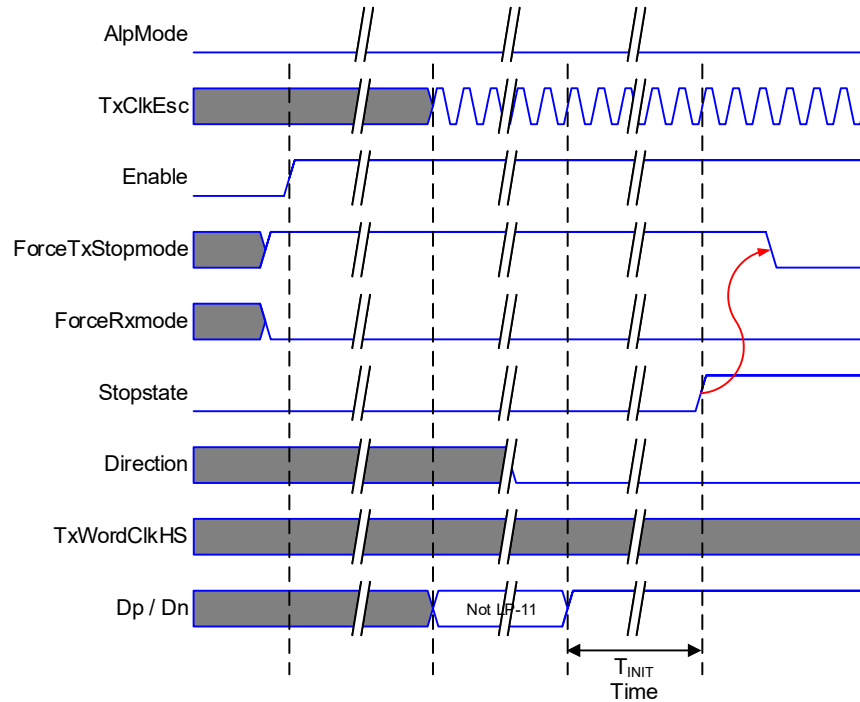 AlpMode
TxClkEsc
Enable
ForceTxStopmode
ForceRxmode
Stopstate
Direction
TxWordClkHS
Dp / Dn
Not LP-11
TINIT
Time